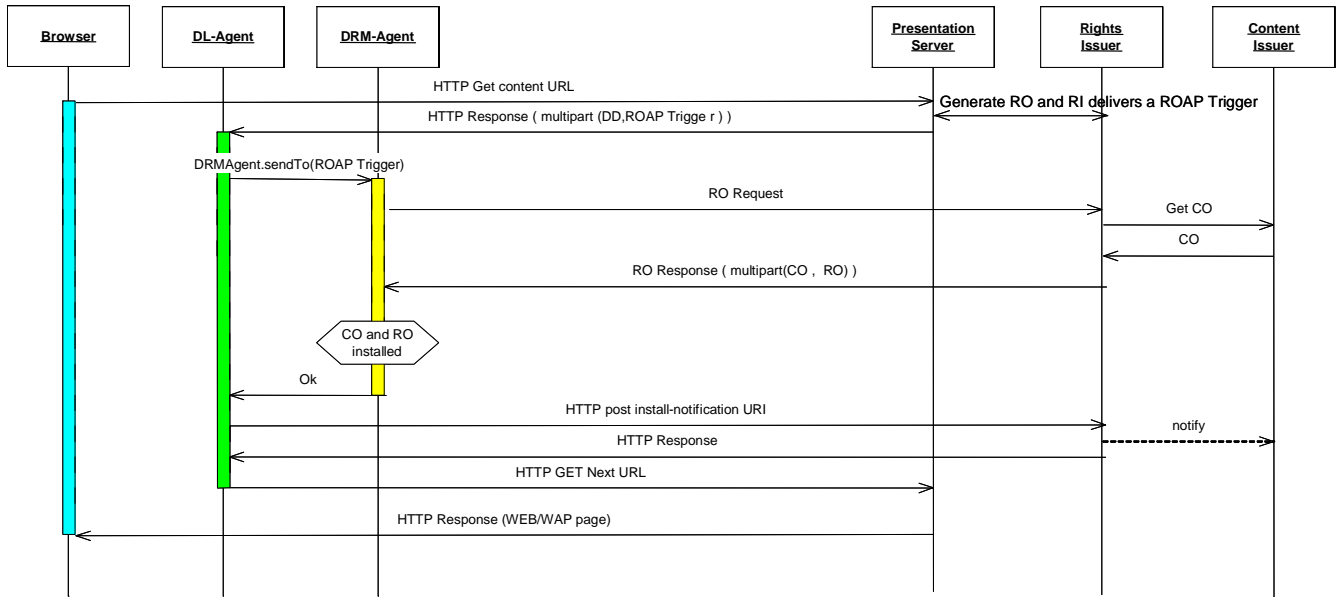 Browser
DL-Agent
DRM-Agent
Presentation
Server
Rights
Issuer
Content
Issuer
HTTP Get content URL
Generate RO and RI delivers a ROAP Trigger
HTTP Response ( multipart (DD,ROAP Trigge r ) )
DRMAgent.sendTo(ROAP Trigger)
RO Request
Get CO
CO
RO Response ( multipart(CO , RO) )
CO and RO
installed
Ok
HTTP post install-notification URI
notify
HTTP Response
HTTP GET Next URL
HTTP Response (WEB/WAP page)